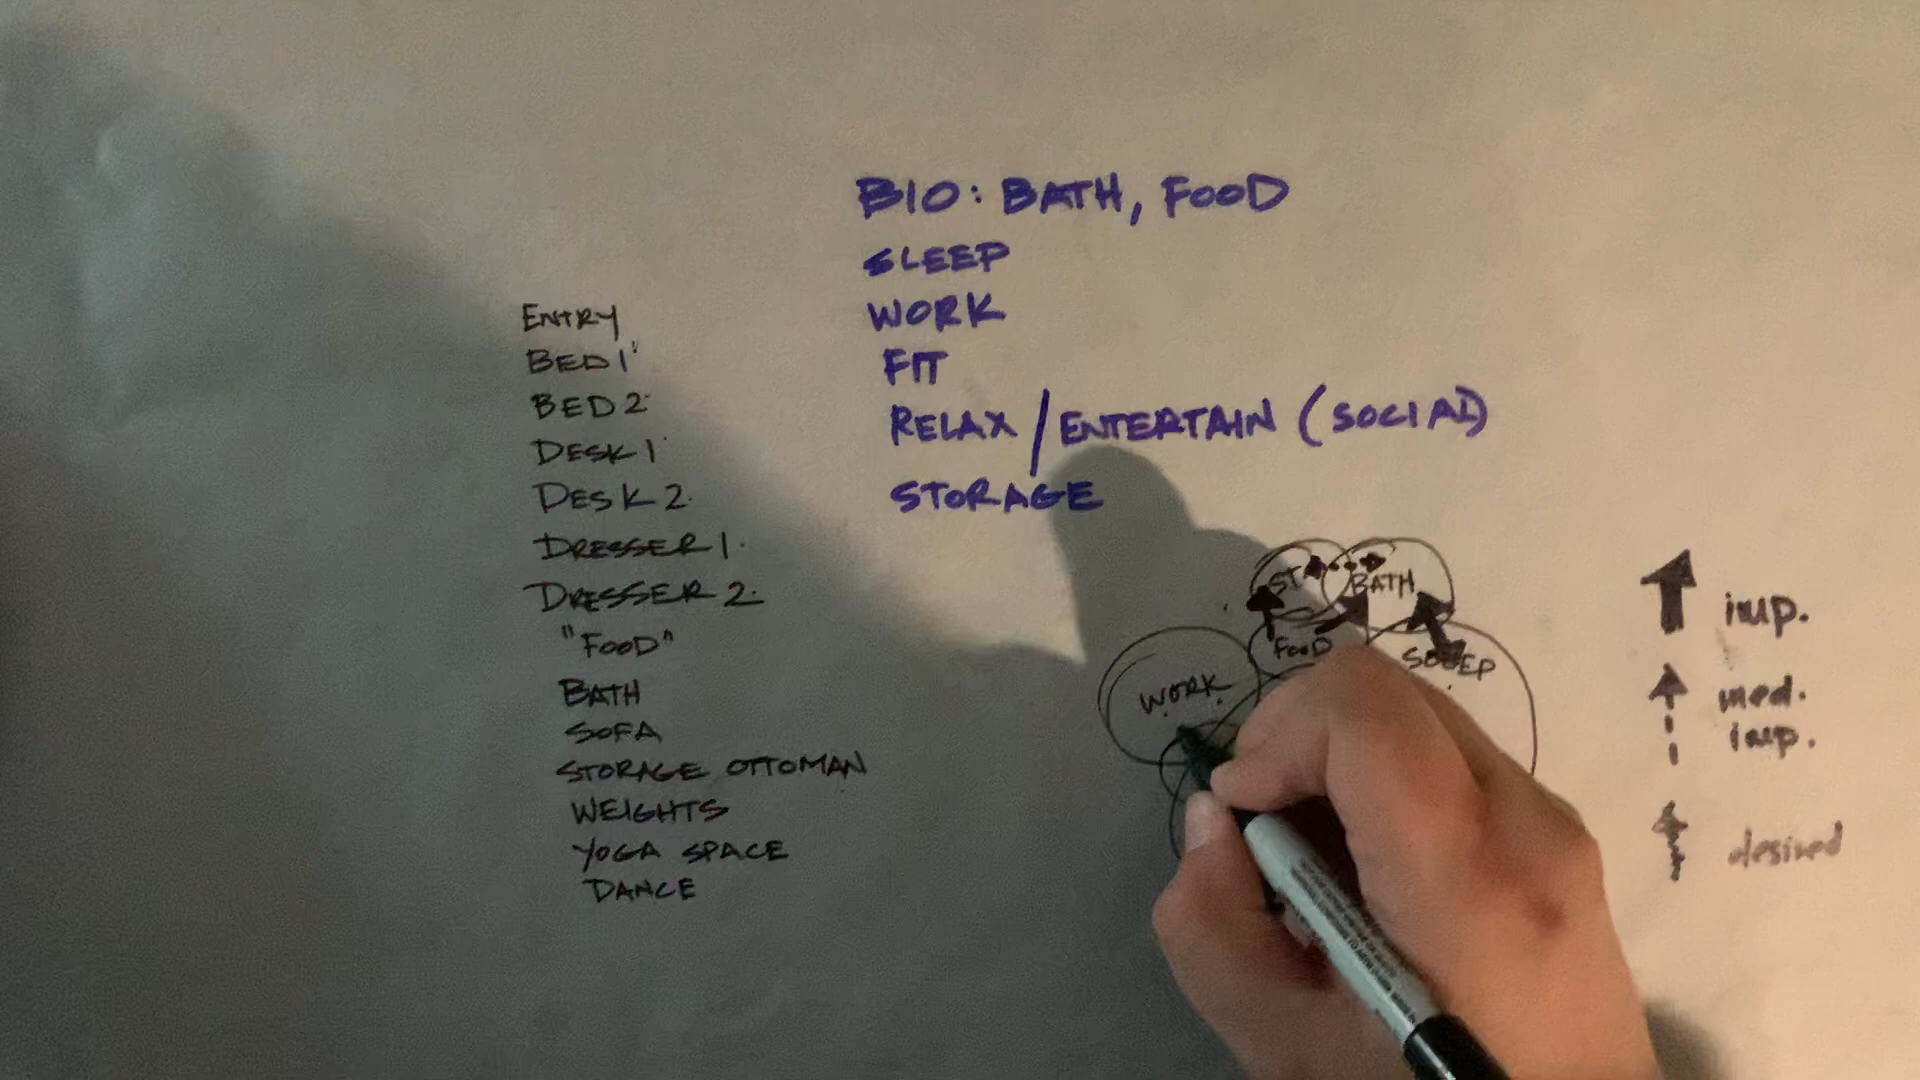 BIO: BATH, FOOD
SLEEP
WORK
FIT
RELAX / ENTERTAIN (SOCIAL)
STORAGE
ENTRY
BED 1
BED 2
DESK 1
DESK 2
DRESSER 1
DRESSER 2
"FOOD"
BATH
SOFA
STORAGE OTTOMAN
WEIGHTS
YOGA SPACE
DANCE
ST
BATH
FOOD
WORK
imp.
med.
imp.
desired